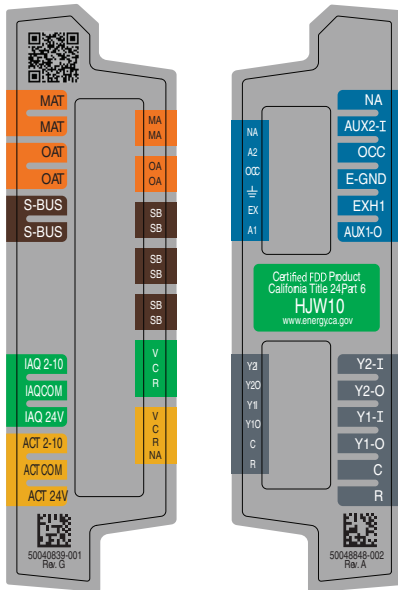 MAT
MAT
OAT
OAT
S-BUS
S-BUS
IAQ 2-10
IAQCOM
IAQ 24V
ACT 2-10
ACTCOM
ACT 24V
50040839-001
Rev. G
MA
MA
OA
OA
SB
SB
SB
SB
SB
SB
V
C
R
V
C
R
NA
NA
A2
OCC
EX
A1
NA
AUX2-I
OCC
E-GND
EXH1
AUX1-O
Certified FDD Product
California Title 24Part 6
HJW10
www.energy.ca.gov
Y2I
Y2O
Y1I
Y1O
C
R
Y2-I
Y2-O
Y1-I
Y1-O
C
R
50048848-002
Rev. A